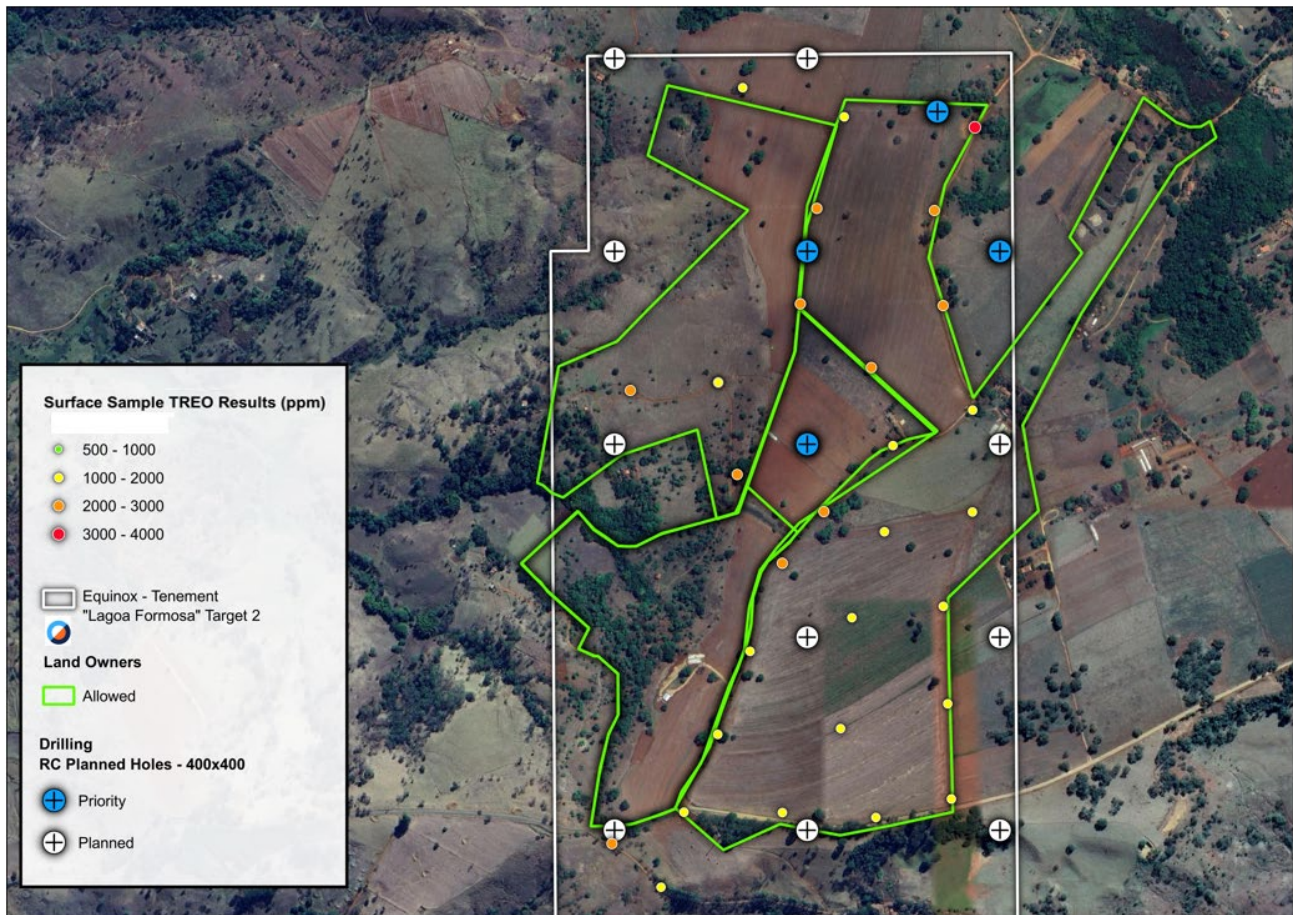 Surface Sample TREO Results (ppm)
500 - 1000
1000 - 2000
2000 - 3000
3000 - 4000
Equinox - Tenement
"Lagoa Formosa" Target 2
Land Owners
Allowed
Drilling
RC Planned Holes - 400x400
Priority
Planned